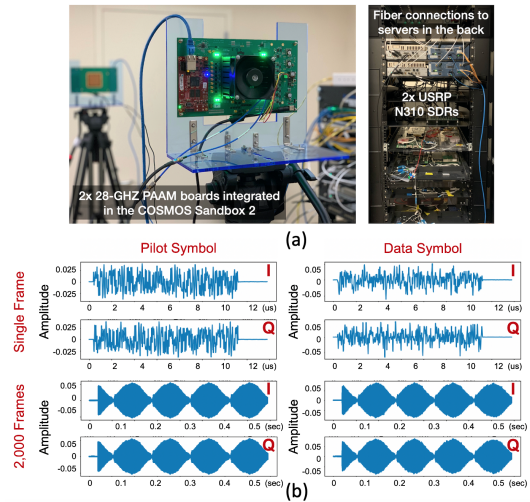 Fiber connections to
servers in the back
2x USRP
N310 SDRs
2x 28-GHZ PAAM boards integrated
in the COSMOS Sandbox 2
(a)
Pilot Symbol
Data Symbol
Single Frame
Amplitude
0.025
0
-0.025
I
0 2 4 6 8 10 12 (us)
0.025
0
-0.025
Q
0 2 4 6 8 10 12 (us)
Amplitude
0.05
0
-0.05
I
0 2 4 6 8 10 12 (us)
0.05
0
-0.05
Q
0 2 4 6 8 10 12 (us)
2,000 Frames
Amplitude
0.05
0
-0.05
I
0 0.1 0.2 0.3 0.4 0.5 (sec)
0.05
0
-0.05
Q
0 0.1 0.2 0.3 0.4 0.5 (sec)
Amplitude
0.05
0
-0.05
I
0 0.1 0.2 0.3 0.4 0.5 (sec)
0.05
0
-0.05
Q
0 0.1 0.2 0.3 0.4 0.5 (sec)
(b)